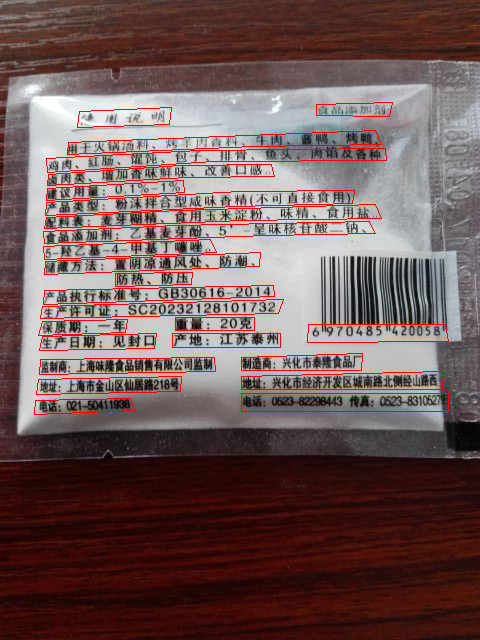 使用说明 食品添加剂
用于火锅汤料、烤羊肉香料、牛肉、酱鸭、烤鸭、
鸡肉、红肠、馄饨、包子、排骨、鱼头、肉馅及各种
卤肉类、增加香味鲜味、改善口感。
建议用量：0.1%-1%
产品类型：粉沫拌合型咸味香精(不可直接食用)
配料表：麦芽糊精、食用玉米淀粉、味精、食用盐、
食品添加剂：乙基麦芽酚、5’-呈味核苷酸二钠、
5-羟乙基-4-甲基丁噻唑。
储藏方法：置阴凉通风处、防潮、
防热、防压
产品执行标准号：GB30616-2014
生产许可证：SC20232128101732
保质期：一年 重量：20克
生产日期：见封口 产地：江苏泰州
6 970485 420058
监制商：上海味隆食品销售有限公司监制 制造商：兴化市泰隆食品厂
地址：上海市金山区仙居路218号 地址：兴化市经济开发区城南路北侧经山路西
电话：021-50411938 电话：0523-82298443 传真：0523-8310527